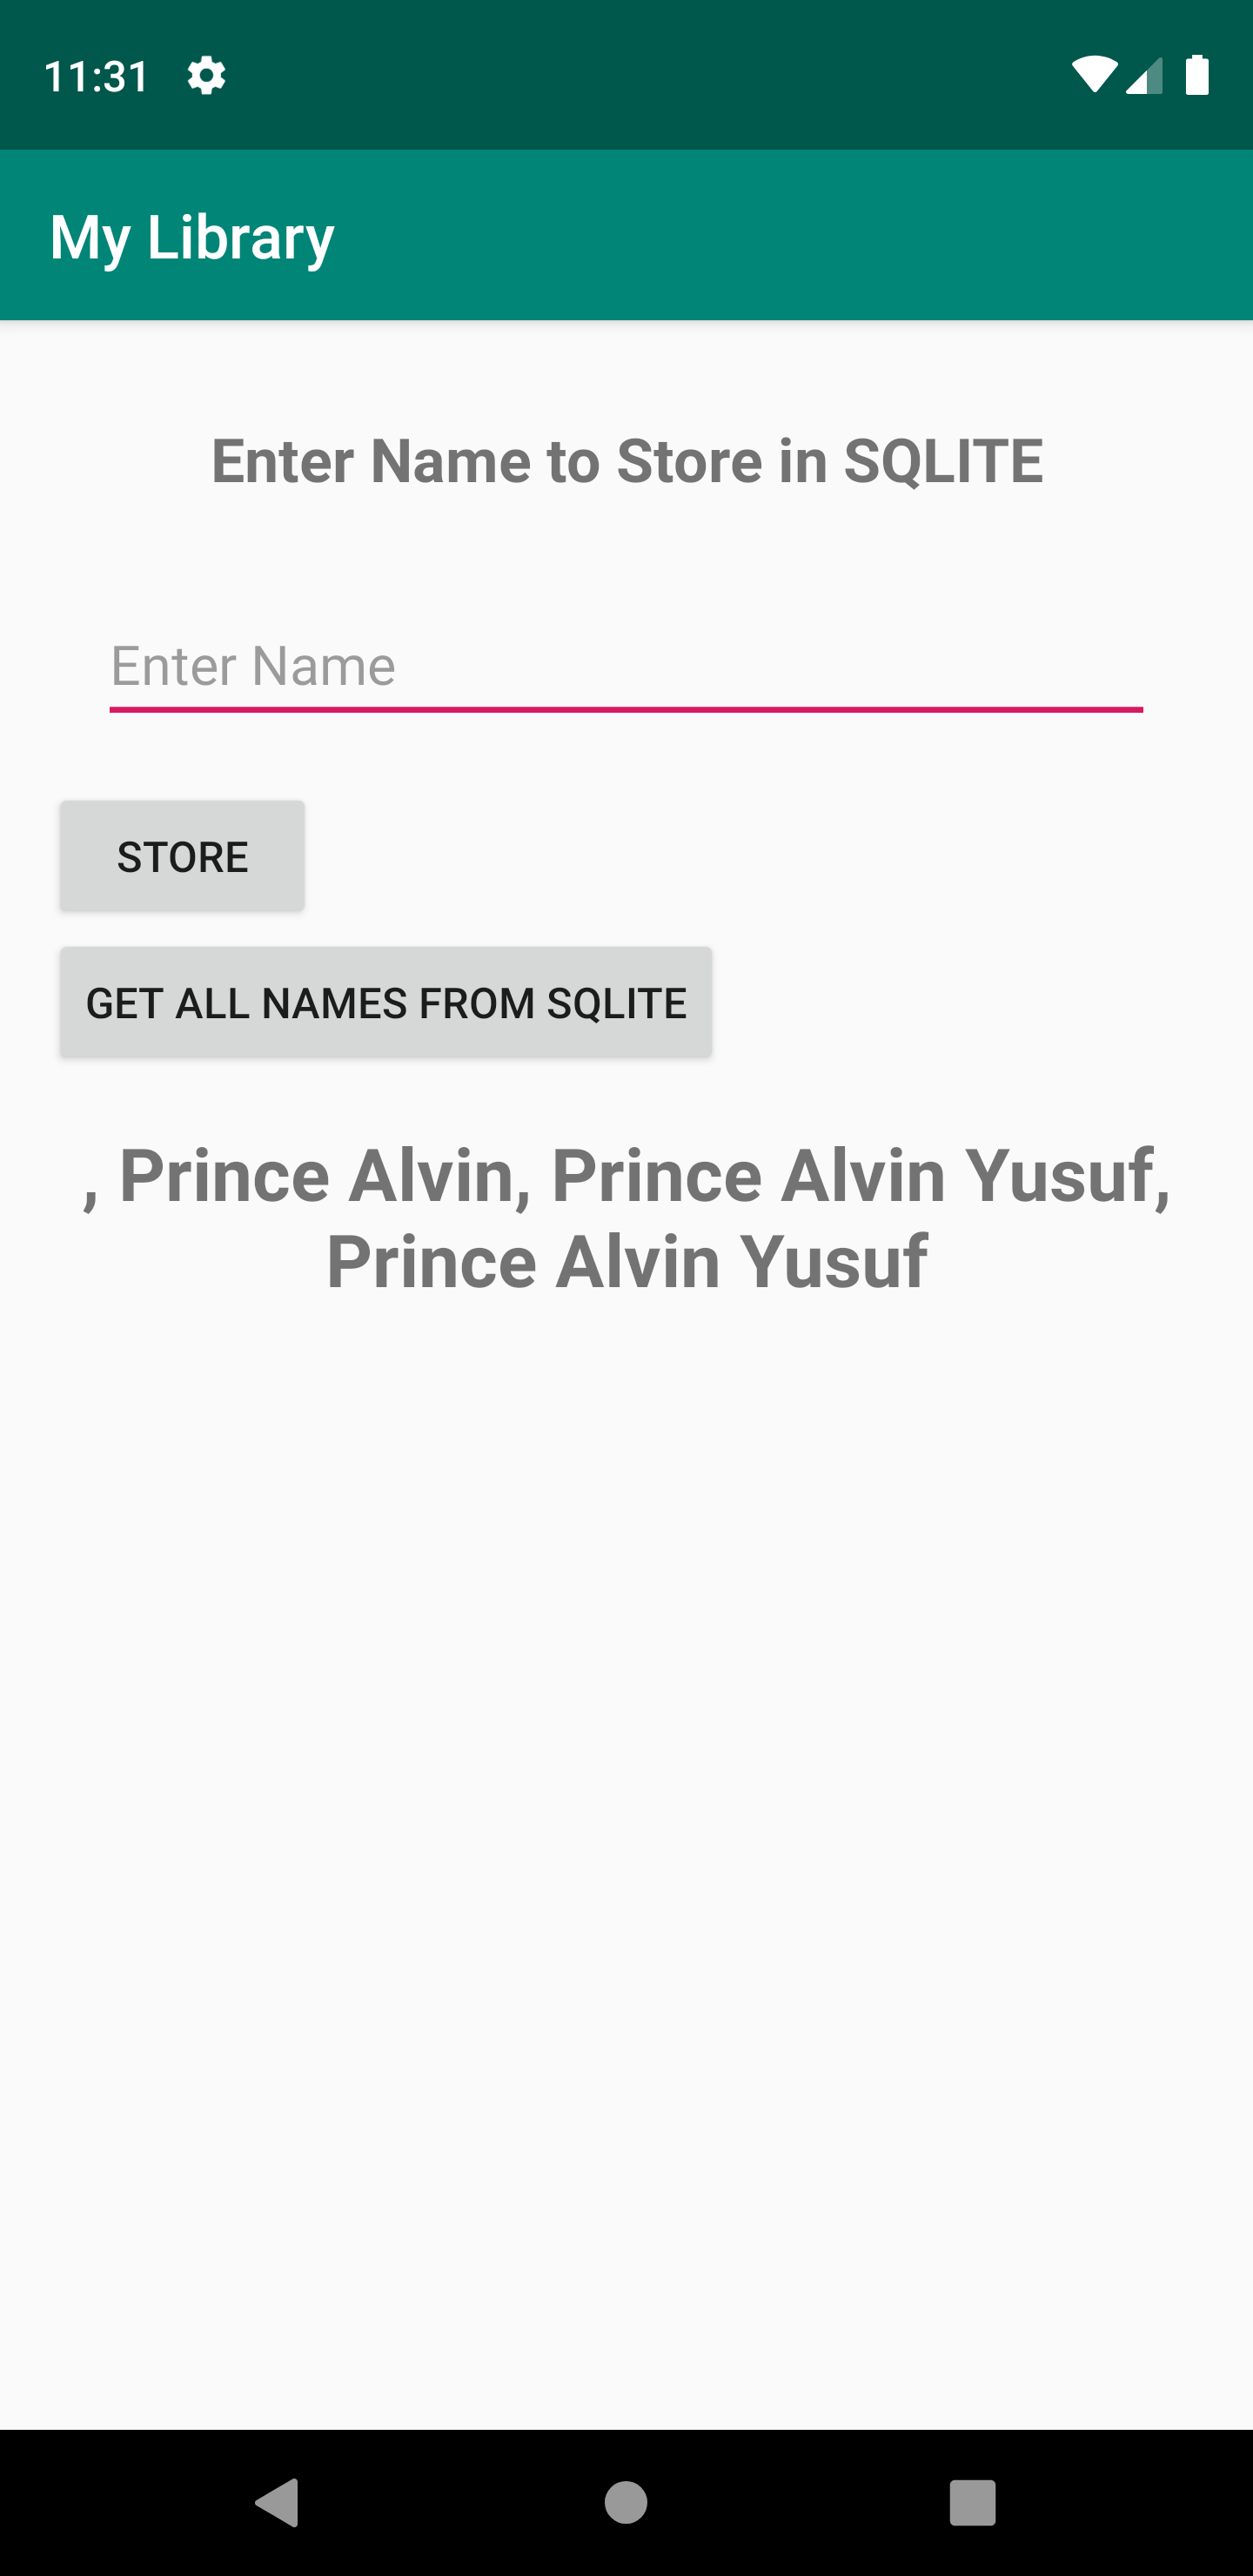 11:31
My Library
Enter Name to Store in SQLITE
Enter Name
STORE
GET ALL NAMES FROM SQLITE
, Prince Alvin, Prince Alvin Yusuf,
Prince Alvin Yusuf